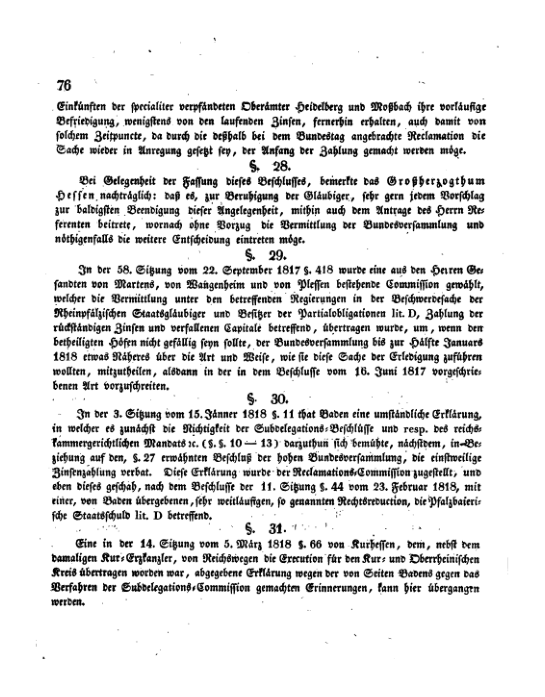 76
Einkünften der specialiter verpfändeten Oberämter Heidelberg und Moßbach ihre vorläufige
Befriedigung, wenigstens von den laufenden Zinsen, fernerhin erhalten, auch damit von
solchem Zeitpuncte, da durch die deßhalb bei dem Bundestag angebrachte Reclamation die
Sache wieder in Anregung gesetzt sey, der Anfang der Zahlung gemacht werden möge.
§. 28.
Bei Gelegenheit der Fassung dieses Beschlusses, bemerkte das Großherzogthum
Hessen nachträglich: daß es, zur Beruhigung der Gläubiger, sehr gern jedem Vorschlag
zur baldigsten Beendigung dieser Angelegenheit, mithin auch dem Antrage des Herrn Re-
ferenten beitrete, wornach ohne Vorzug die Vermittlung der Bundesversammlung und
nöthigenfalls die weitere Entscheidung eintreten möge.
§. 29.
In der 58. Sitzung vom 22. September 1817 §. 418 wurde eine aus den Herren Ge-
sandten von Martens, von Wangenheim und von Plessen bestehende Commission gewählt,
welcher die Vermittlung unter den betreffenden Regierungen in der Beschwerdesache der
Rheinpfälzischen Staatsgläubiger und Besitzer der Partialobligationen lit. D, Zahlung der
rückständigen Zinsen und verfallenen Capitale betreffend, übertragen wurde, um, wenn den
betheiligten Höfen nicht gefällig seyn sollte, der Bundesversammlung bis zur Hälfte Januars
1818 etwas Näheres über die Art und Weise, wie sie diese Sache der Erledigung zuführen
wollten, mitzutheilen, alsdann in der in dem Beschlusse vom 16. Juni 1817 vorgeschrie-
benen Art vorzuschreiten.
§. 30.
In der 3. Sitzung vom 15. Jänner 1818 §. 11 that Baden eine umständliche Erklärung,
in welcher es zunächst die Nichtigkeit der Subdelegations-Beschlüsse und resp. des reichs-
kammergerichtlichen Mandats ꝛc. (§. §. 10 — 13) darzuthun sich bemühte, nächstdem, in Be-
ziehung auf den, §. 27 erwähnten Beschluß der hohen Bundesversammlung, die einstweilige
Zinsenzahlung verbat. Diese Erklärung wurde der Reclamations-Commission zugestellt, und
eben dieses geschah, nach dem Beschlusse der 11. Sitzung §. 44 vom 23. Februar 1818, mit
einer, von Baden übergebenen, sehr weitläufigen, so genannten Rechtsreduction, die Pfalzbaieri-
sche Staatsschuld lit. D betreffend.
§. 31.
Eine in der 14. Sitzung vom 5. März 1818 §. 66 von Kurhessen, dem, nebst dem
damaligen Kur-Erzkanzler, von Reichswegen die Execution für den Kur- und Oberrheinischen
Kreis übertragen worden war, abgegebene Erklärung wegen der von Seiten Badens gegen das
Verfahren der Subdelegations-Commission gemachten Erinnerungen, kann hier übergangen
werden.